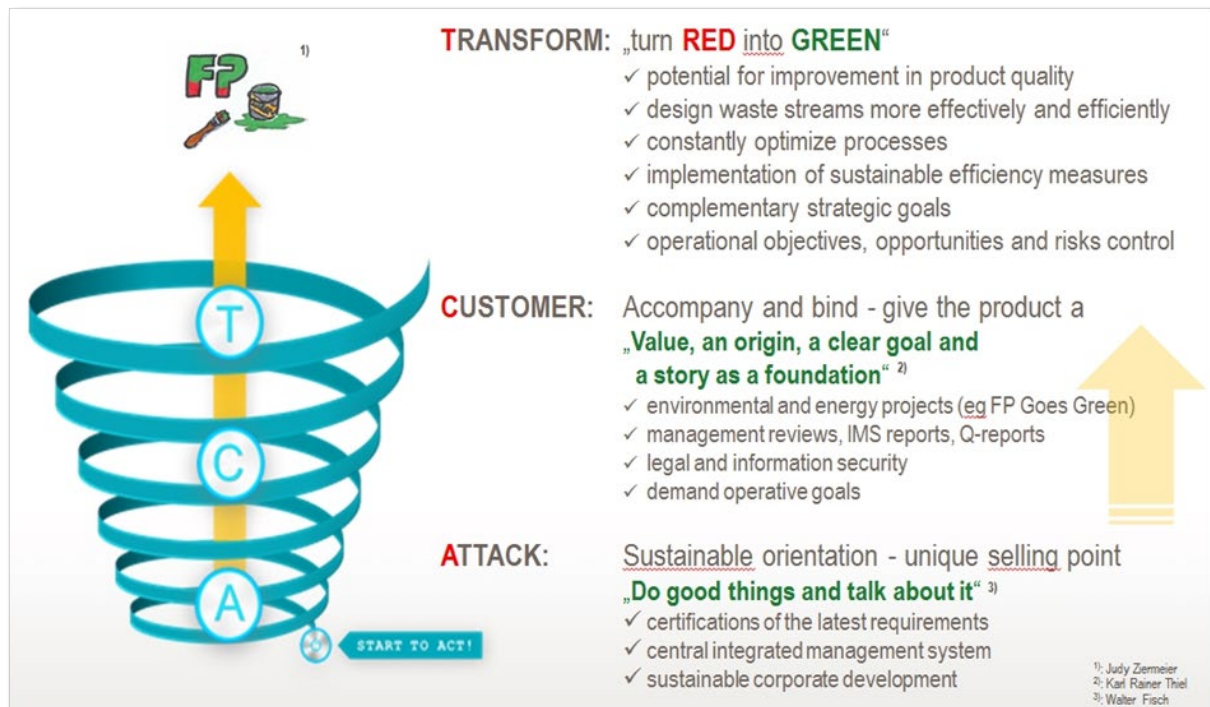 FP 1)
TRANSFORM: „turn RED into GREEN“
✓ potential for improvement in product quality
✓ design waste streams more effectively and efficiently
✓ constantly optimize processes
✓ implementation of sustainable efficiency measures
✓ complementary strategic goals
✓ operational objectives, opportunities and risks control
T
CUSTOMER: Accompany and bind - give the product a
„Value, an origin, a clear goal and
a story as a foundation“ 2)
✓ environmental and energy projects (eg FP Goes Green)
✓ management reviews, IMS reports, Q-reports
✓ legal and information security
✓ demand operative goals
C
ATTACK: Sustainable orientation - unique selling point
„Do good things and talk about it“ 3)
✓ certifications of the latest requirements
✓ central integrated management system
✓ sustainable corporate development
A
START TO ACT!
1): Judy Ziermeier
2): Karl Rainer Thiel
3): Walter Fisch